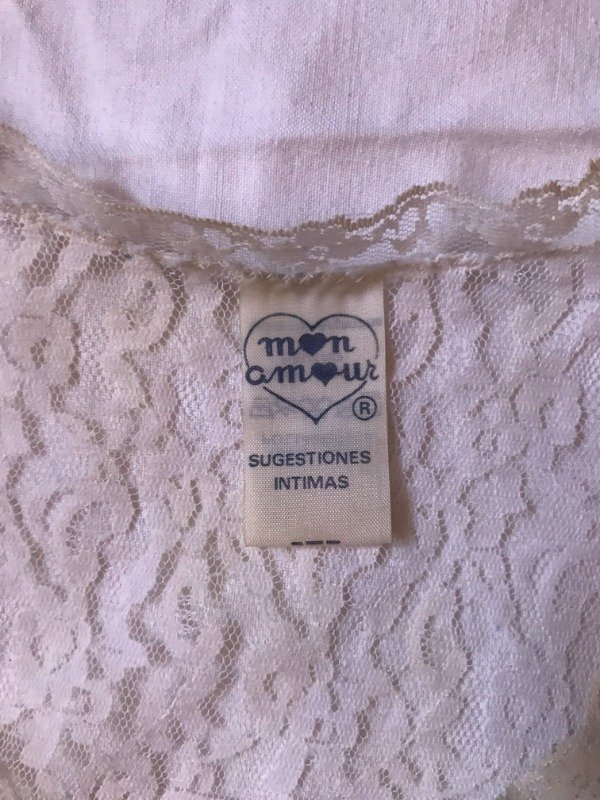 mon
amour
®
SUGESTIONES
INTIMAS